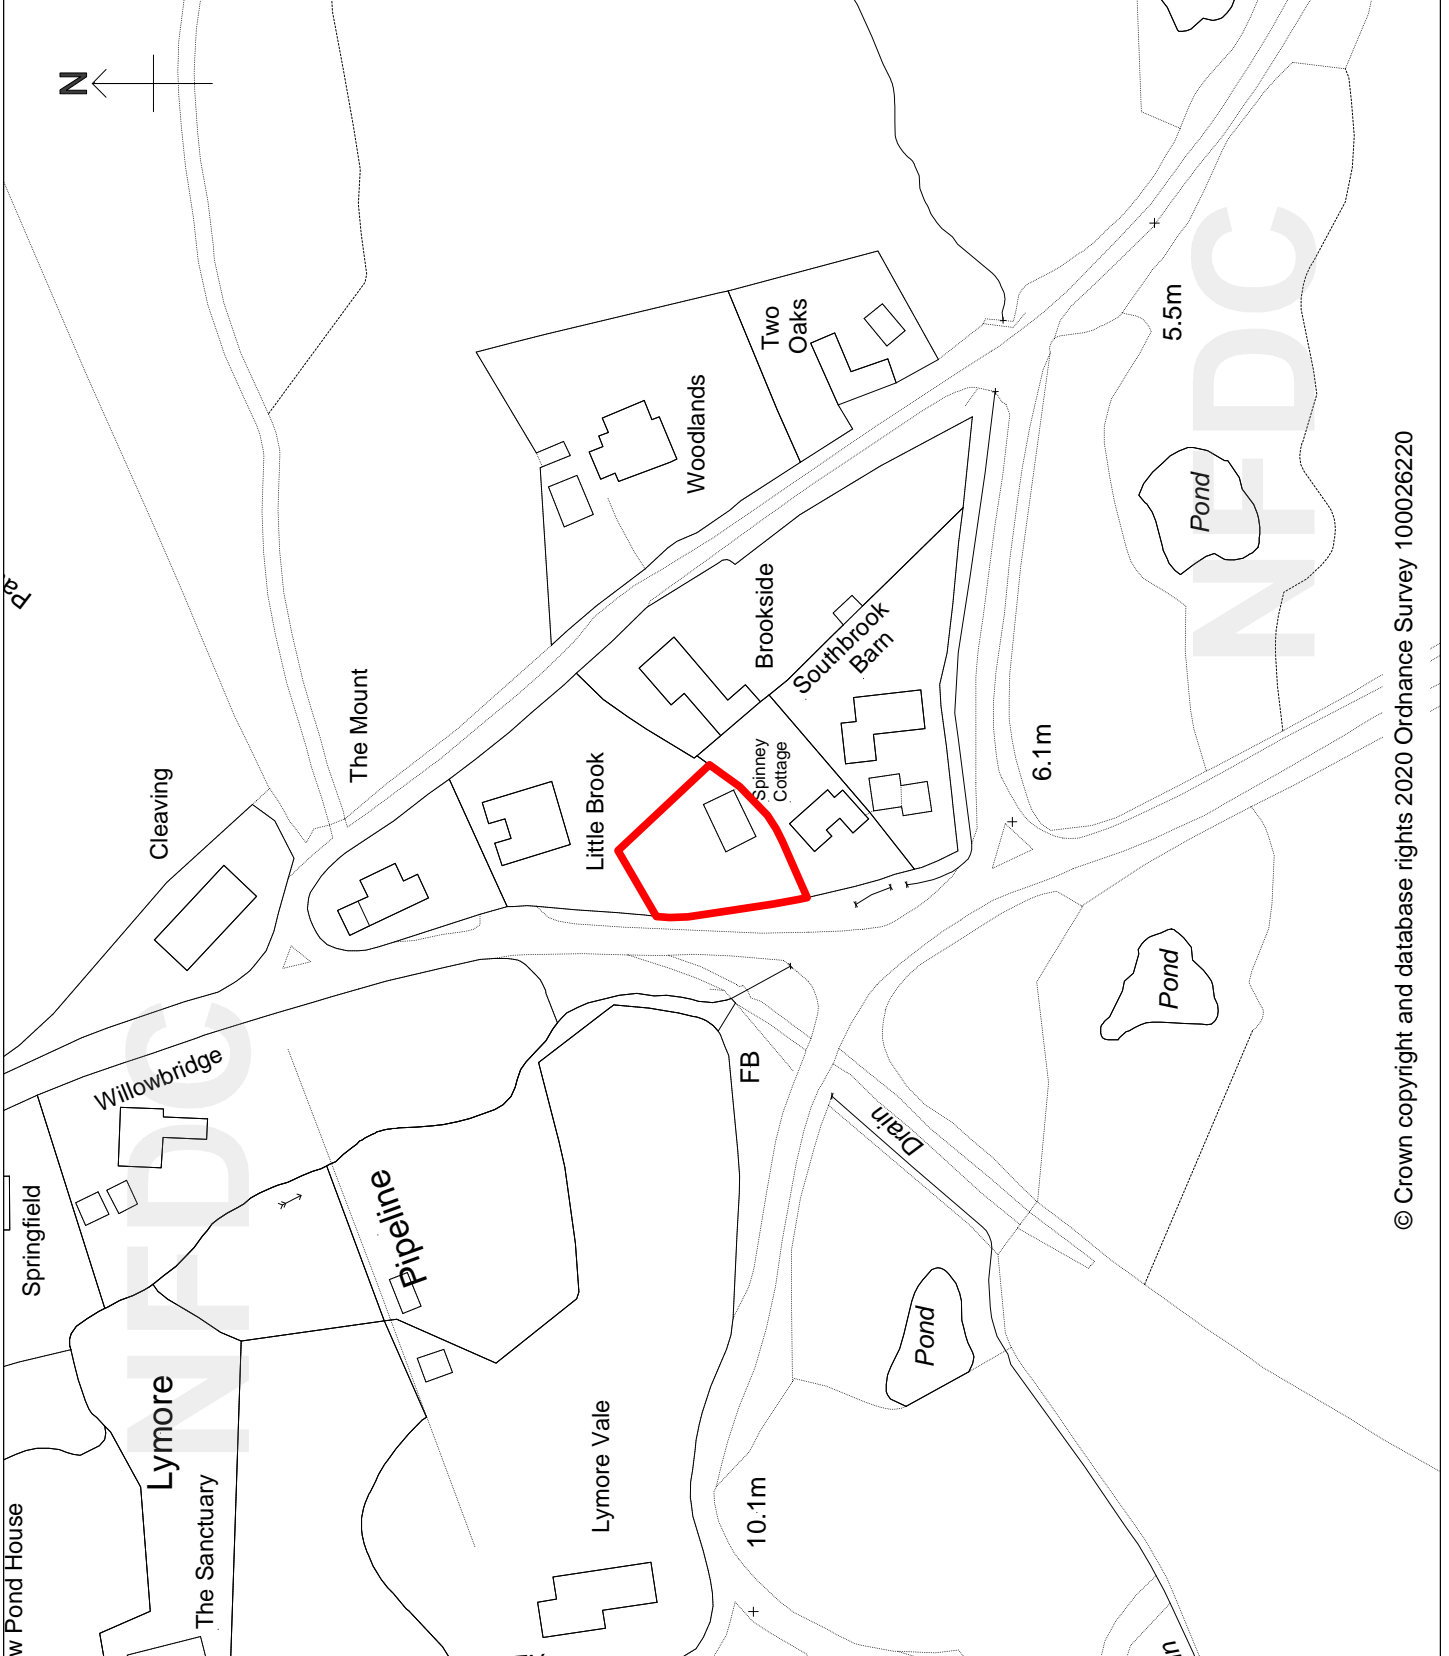 w Pond House
Springfield
Lymore
The Sanctuary
Willowbridge
Cleaving
The Mount
N
Pipeline
Lymore Vale
Little Brook
Woodlands
FB
10.1m
Spinney
Cottage
Brookside
Two
Oaks
Southbrook
Barn
Drain
Pond
6.1m
Pond
5.5m
Pond
NFDC
NFDC
© Crown copyright and database rights 2020 Ordnance Survey 100026220